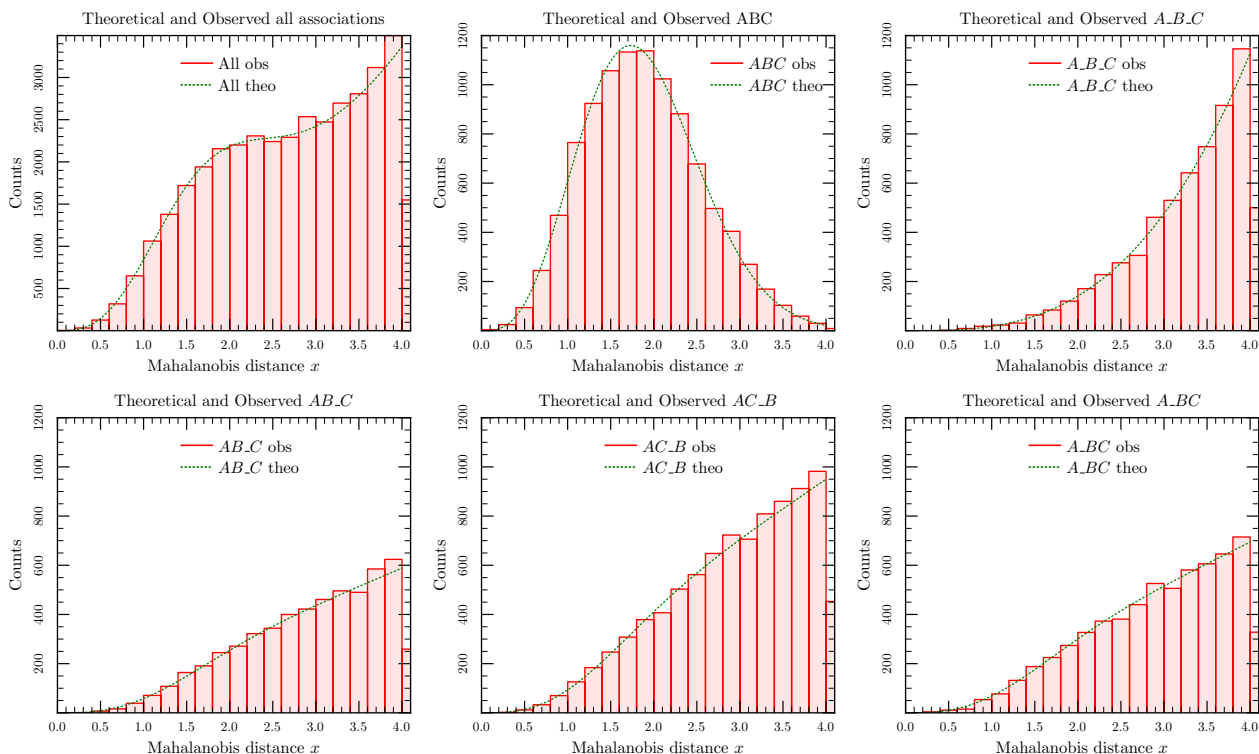 Theoretical and Observed all associations
All obs
All theo
Counts
500
1000
1500
2000
2500
3000
0.0 0.5 1.0 1.5 2.0 2.5 3.0 3.5 4.0
Mahalanobis distance x
Theoretical and Observed ABC
ABC obs
ABC theo
Counts
200
400
600
800
1000
1200
0.0 0.5 1.0 1.5 2.0 2.5 3.0 3.5 4.0
Mahalanobis distance x
Theoretical and Observed A_B_C
A_B_C obs
A_B_C theo
Counts
200
400
600
800
1000
1200
0.0 0.5 1.0 1.5 2.0 2.5 3.0 3.5 4.0
Mahalanobis distance x
Theoretical and Observed AB_C
AB_C obs
AB_C theo
Counts
200
400
600
800
1000
1200
0.0 0.5 1.0 1.5 2.0 2.5 3.0 3.5 4.0
Mahalanobis distance x
Theoretical and Observed AC_B
AC_B obs
AC_B theo
Counts
200
400
600
800
1000
1200
0.0 0.5 1.0 1.5 2.0 2.5 3.0 3.5 4.0
Mahalanobis distance x
Theoretical and Observed A_BC
A_BC obs
A_BC theo
Counts
200
400
600
800
1000
1200
0.0 0.5 1.0 1.5 2.0 2.5 3.0 3.5 4.0
Mahalanobis distance x